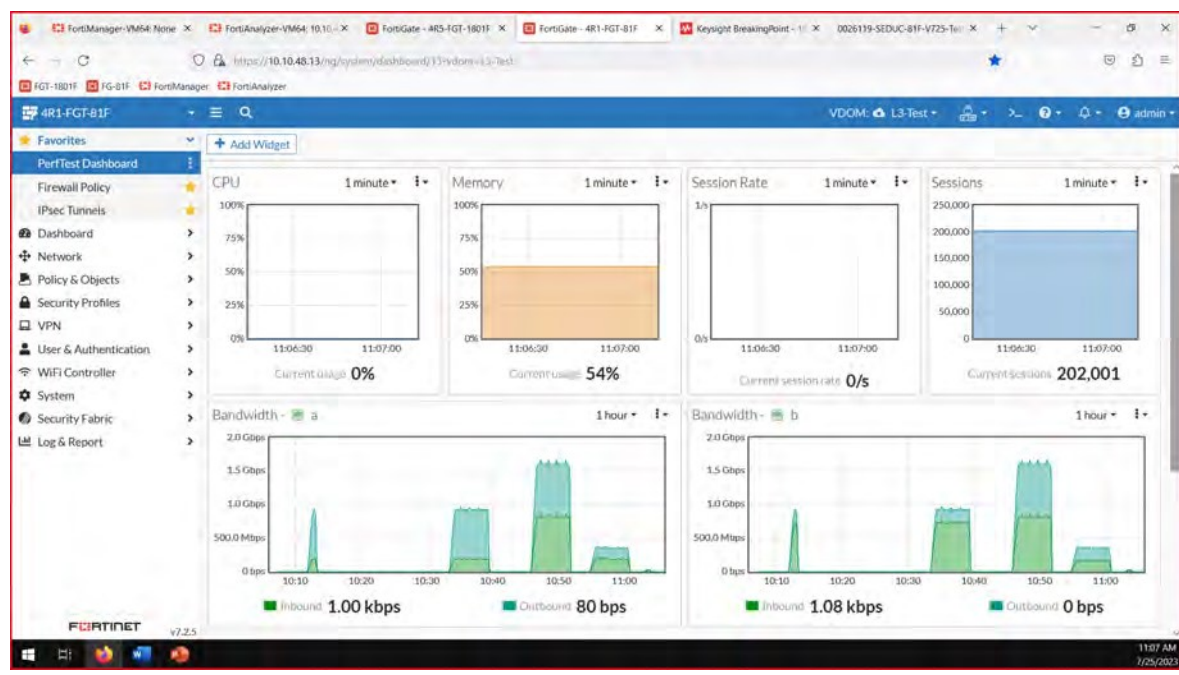 FortiManager-VM64: None
FortiAnalyzer-VM64: 10.10.
FortiGate - 4R5-FGT-1801F
FortiGate - 4R1-FGT-81F
Keysight BreakingPoint - 1
0026119-SEDUC-81F-V725-Te
https://10.10.48.13/ng/system/dashboard/13?vdom=L3-Test
FGT-1801F FG-81F FortiManager FortiAnalyzer
4R1-FGT-81F
VDOM: L3-Test
admin
Favorites
PerfTest Dashboard
Firewall Policy
IPsec Tunnels
Dashboard
Network
Policy & Objects
Security Profiles
VPN
User & Authentication
WiFi Controller
System
Security Fabric
Log & Report
FORTINET
v7.2.5
+ Add Widget
CPU 1 minute
100%
75%
50%
25%
0%
11:06:30 11:07:00
Current usage 0%
Memory 1 minute
100%
75%
50%
25%
0%
11:06:30 11:07:00
Current usage 54%
Session Rate 1 minute
1/s
0/s
11:06:30 11:07:00
Current session rate 0/s
Sessions 1 minute
250,000
200,000
150,000
100,000
50,000
0
11:06:30 11:07:00
Current sessions 202,001
Bandwidth - a 1 hour
2.0 Gbps
1.5 Gbps
1.0 Gbps
500.0 Mbps
0 bps
10:10 10:20 10:30 10:40 10:50 11:00
Inbound 1.00 kbps Outbound 80 bps
Bandwidth - b 1 hour
2.0 Gbps
1.5 Gbps
1.0 Gbps
500.0 Mbps
0 bps
10:10 10:20 10:30 10:40 10:50 11:00
Inbound 1.08 kbps Outbound 0 bps
11:07 AM
7/25/2023